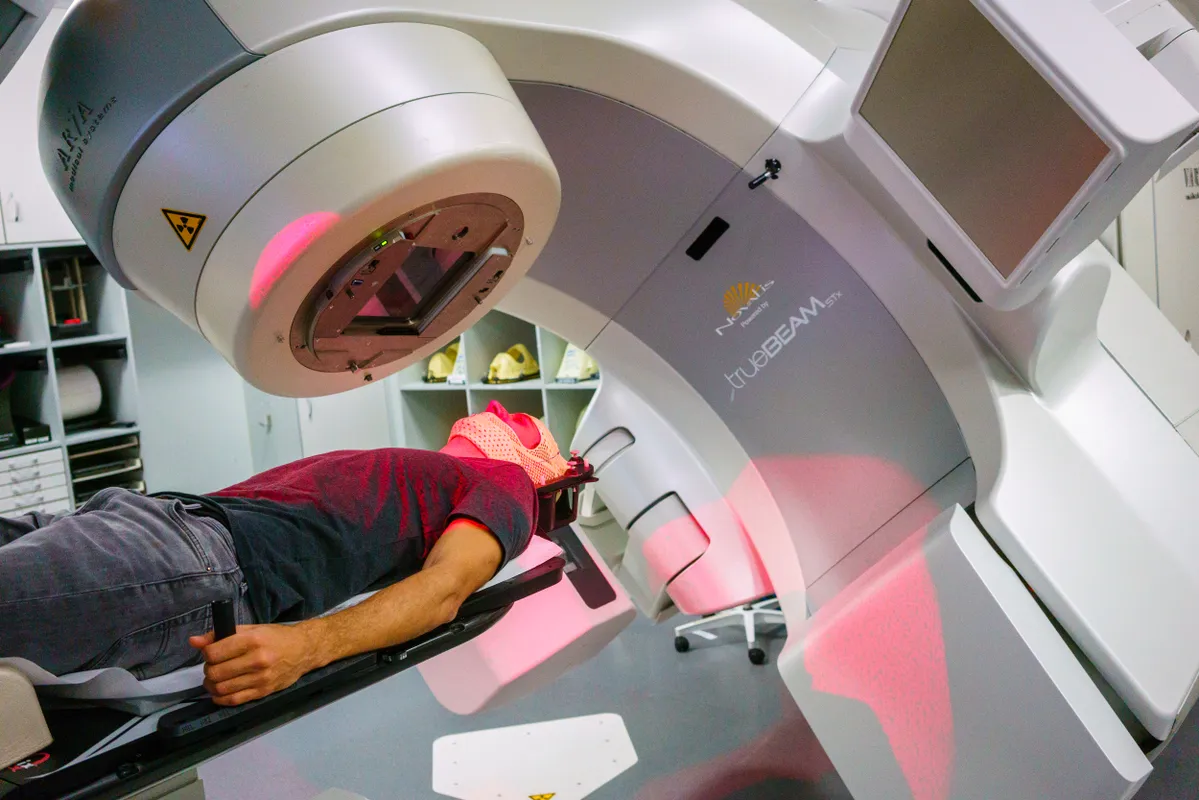 ARIA
medical systems
NOVALIS
Powered by
trueBEAM STx